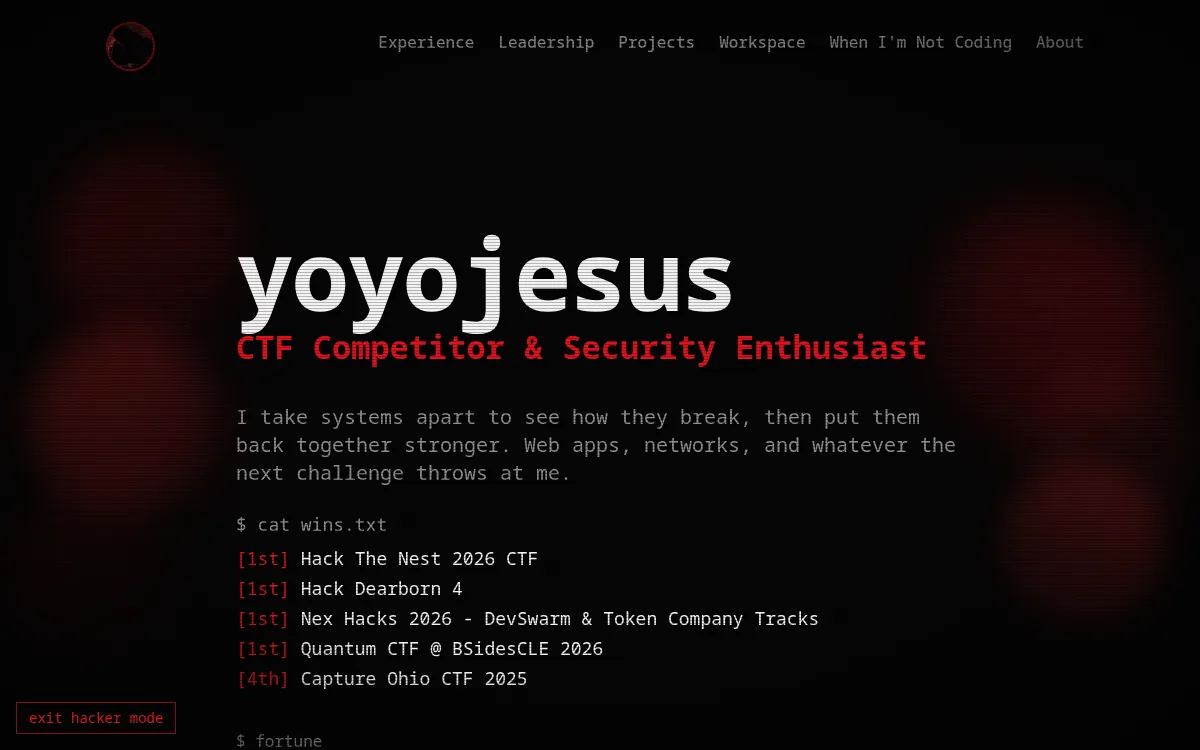 Experience Leadership Projects Workspace When I'm Not Coding About
yoyojesus
CTF Competitor & Security Enthusiast
I take systems apart to see how they break, then put them
back together stronger. Web apps, networks, and whatever the
next challenge throws at me.
$ cat wins.txt
[1st] Hack The Nest 2026 CTF
[1st] Hack Dearborn 4
[1st] Nex Hacks 2026 - DevSwarm & Token Company Tracks
[1st] Quantum CTF @ BSidesCLE 2026
[4th] Capture Ohio CTF 2025
exit hacker mode
$ fortune